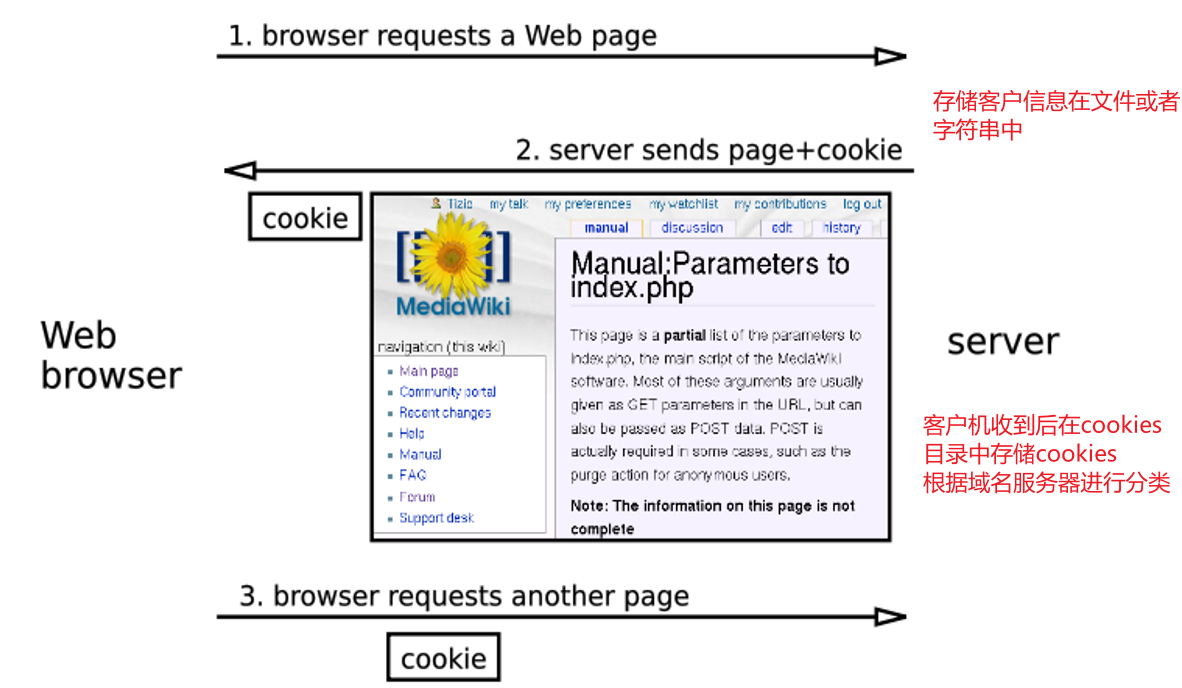 1. browser requests a Web page
存储客户信息在文件或者
字符串中
2. server sends page+cookie
cookie
Tizio my talk my preferences my watchlist my contributions log out
manual discussion edit history
[[ ]]
MediaWiki
Manual:Parameters to
index.php
This page is a partial list of the parameters to
index.php, the main script of the MediaWiki
software. Most of these arguments are usually
given as GET parameters in the URL, but can
also be passed as POST data. POST is
actually required in some cases, such as the
purge action for anonymous users.
Note: The information on this page is not
complete
navigation (this wiki)
Main page
Community portal
Recent changes
Help
Manual
FAQ
Forum
Support desk
Web
browser
server
客户机收到后在cookies
目录中存储cookies
根据域名服务器进行分类
3. browser requests another page
cookie